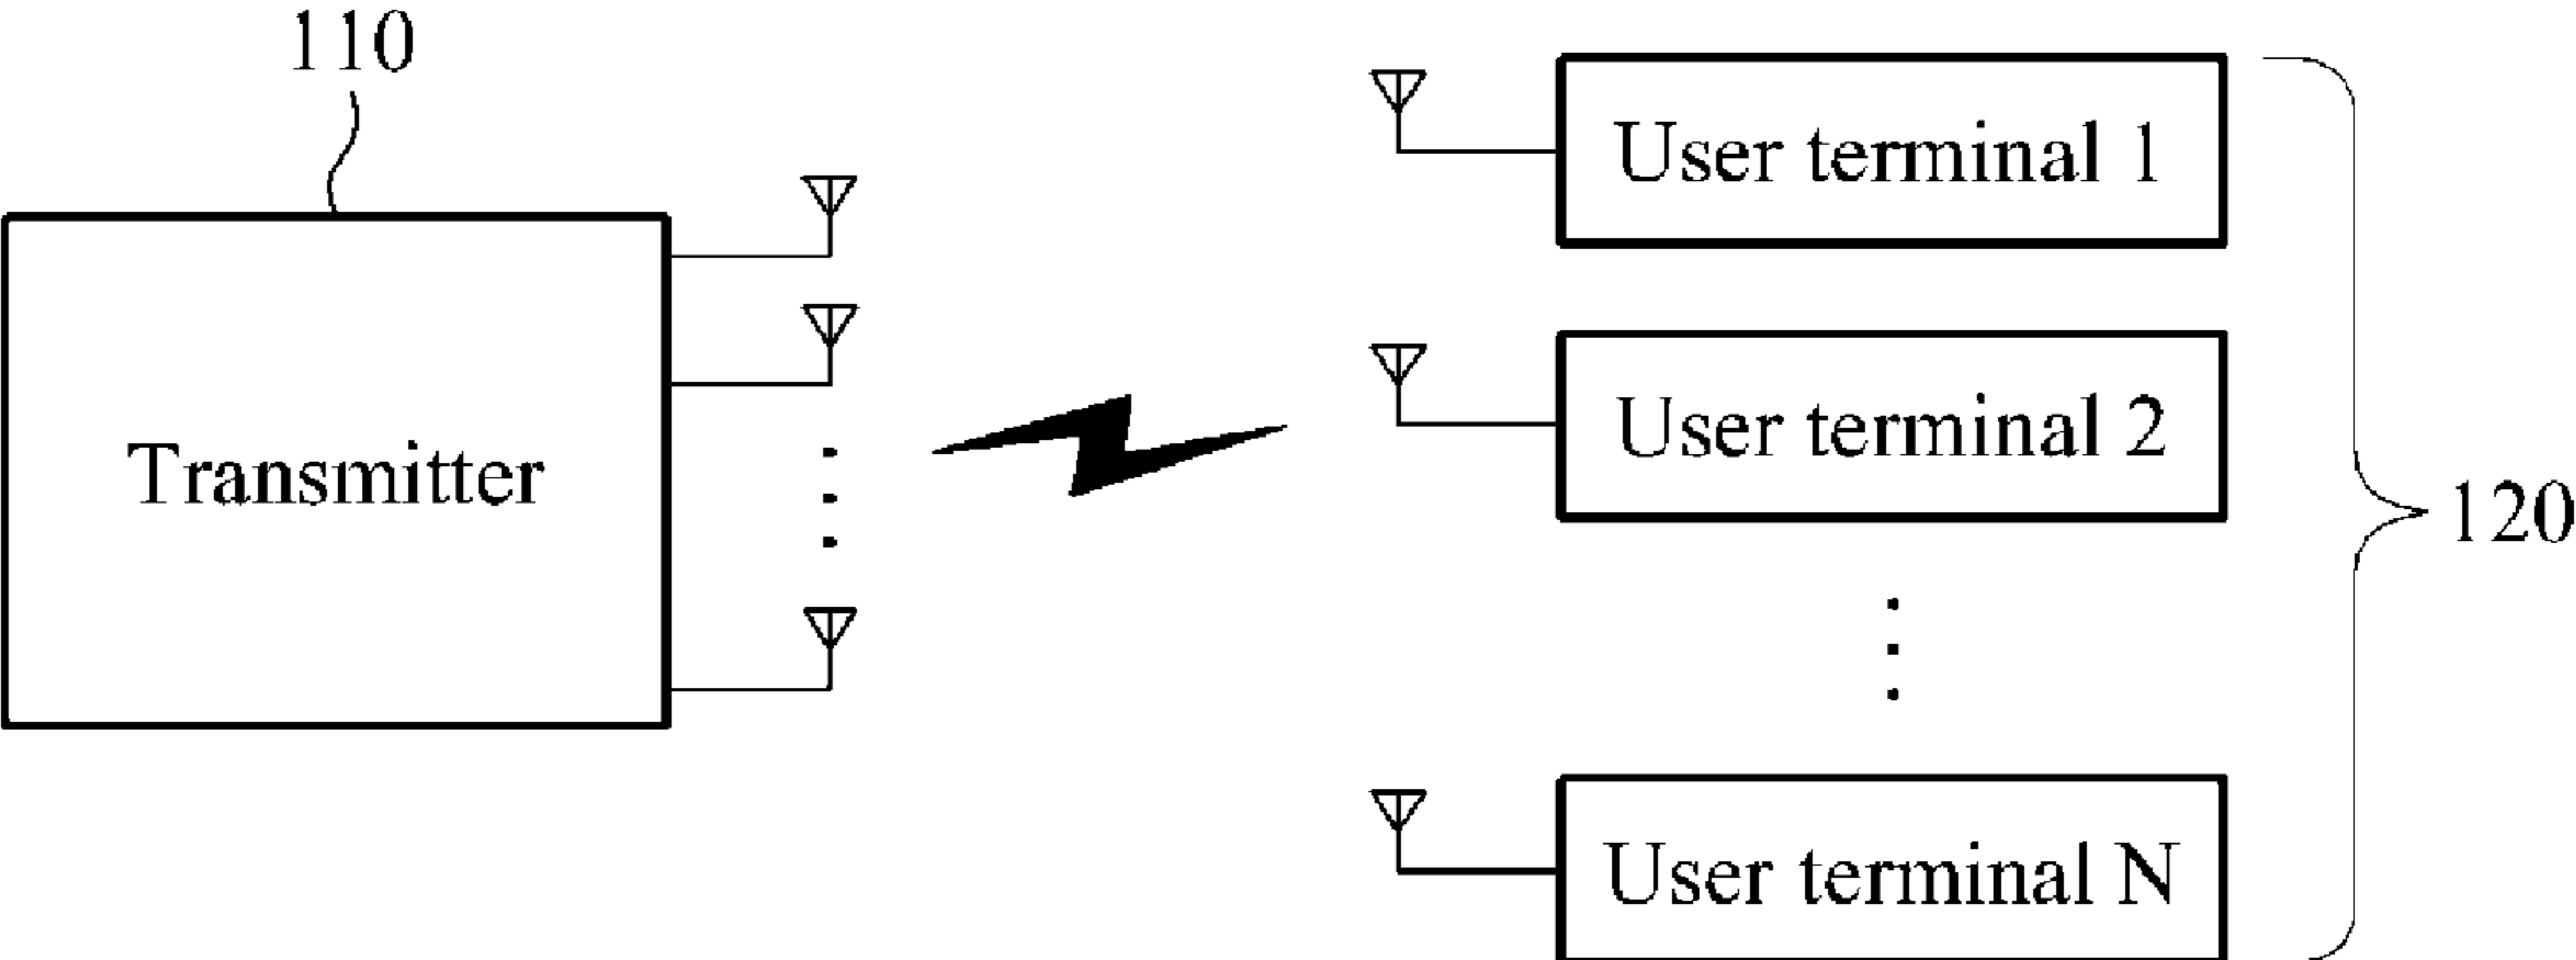 110
User terminal 1
User terminal 2
Transmitter
120
User terminal N